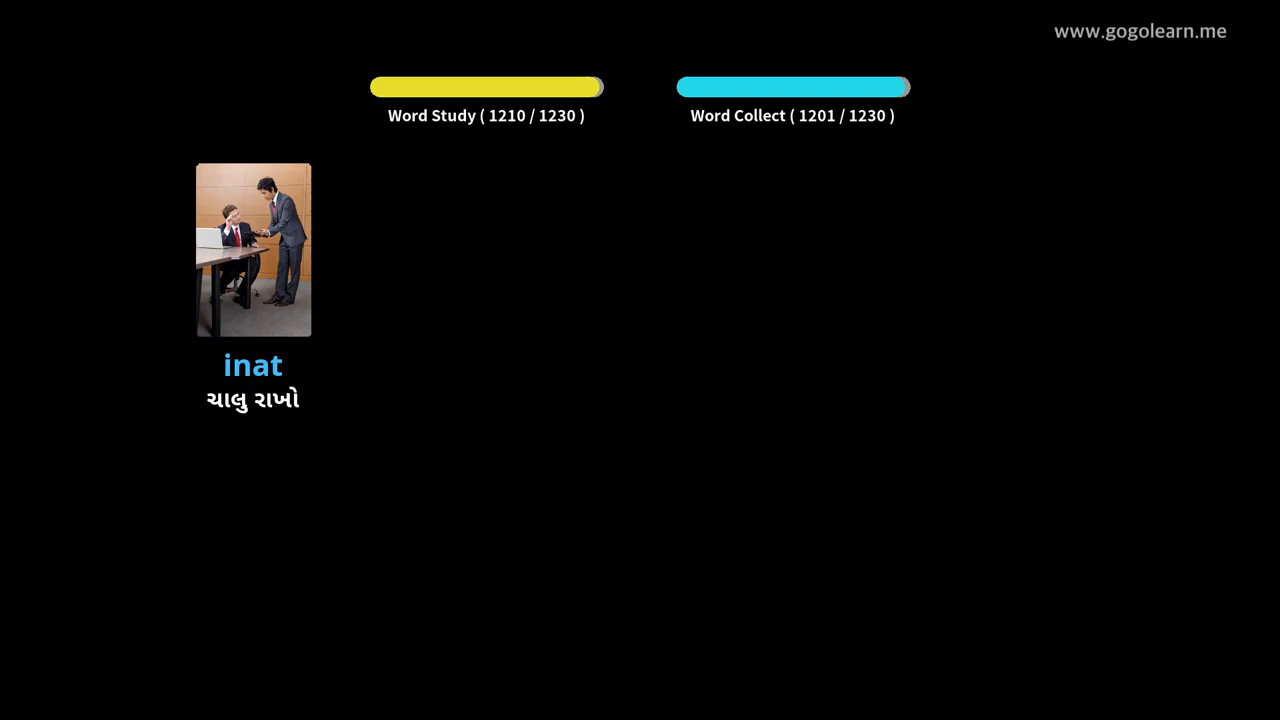 www.gogolearn.me
Word Study ( 1210 / 1230 )
Word Collect ( 1201 / 1230 )
inat
ચાલુ રાખો